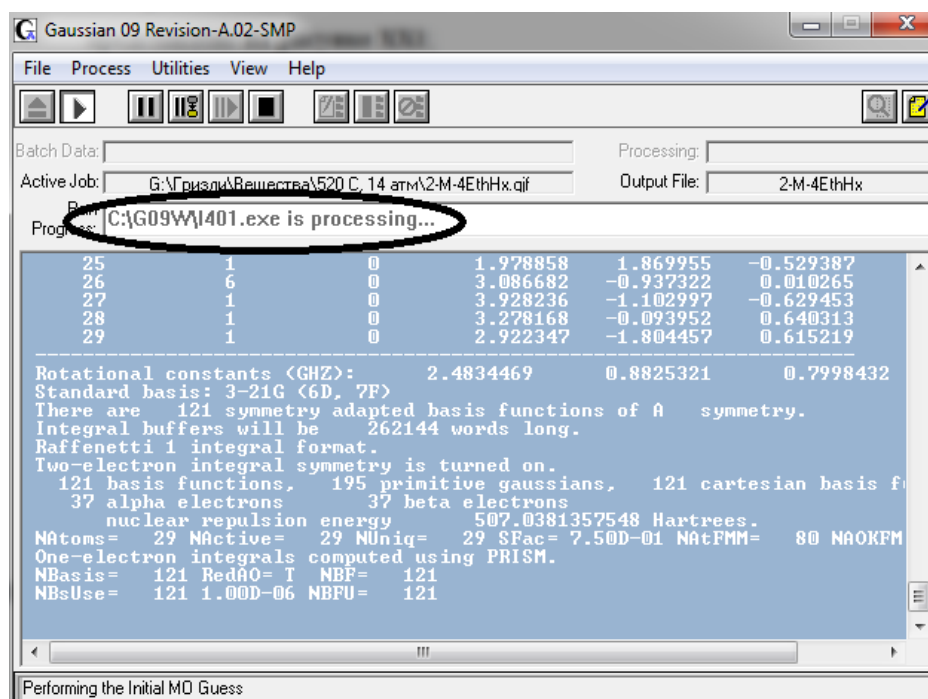 Gaussian 09 Revision-A.02-SMP
File Process Utilities View Help
Batch Data: Processing:
Active Job: G:\Гризли\Вещества\520 С, 14 атм\2-M-4EthHx.gjf Output File: 2-M-4EthHx
Run
Progress: C:\G09W\l401.exe is processing...
25 1 0 1.978858 1.869955 -0.529387
26 6 0 3.086682 -0.937322 0.010265
27 1 0 3.928236 -1.102997 -0.629453
28 1 0 3.278168 -0.093952 0.640313
29 1 0 2.922347 -1.804457 0.615219
Rotational constants (GHZ): 2.4834469 0.8825321 0.7998432
Standard basis: 3-21G (6D, 7F)
There are 121 symmetry adapted basis functions of A symmetry.
Integral buffers will be 262144 words long.
Raffenetti 1 integral format.
Two-electron integral symmetry is turned on.
121 basis functions, 195 primitive gaussians, 121 cartesian basis f
37 alpha electrons 37 beta electrons
nuclear repulsion energy 507.0381357548 Hartrees.
NAtoms= 29 NActive= 29 NUniq= 29 SFac= 7.50D-01 NAtFMM= 80 NAOKFM
One-electron integrals computed using PRISM.
NBasis= 121 RedAO= T NBF= 121
NBsUse= 121 1.00D-06 NBFU= 121
Performing the Initial MO Guess